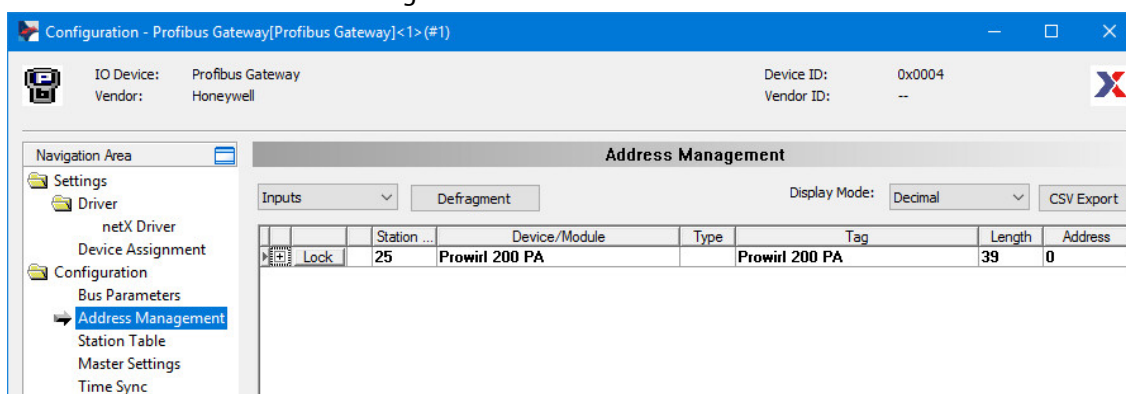 Configuration - Profibus Gateway[Profibus Gateway]<1>(#1)
IO Device: Profibus Gateway Device ID: 0x0004
Vendor: Honeywell Vendor ID: --
Navigation Area
Address Management
Settings
Driver
netX Driver
Device Assignment
Configuration
Bus Parameters
Address Management
Station Table
Master Settings
Time Sync
Inputs Defragment Display Mode: Decimal CSV Export
Station ... Device/Module Type Tag Length Address
Lock 25 Prowirl 200 PA Prowirl 200 PA 39 0